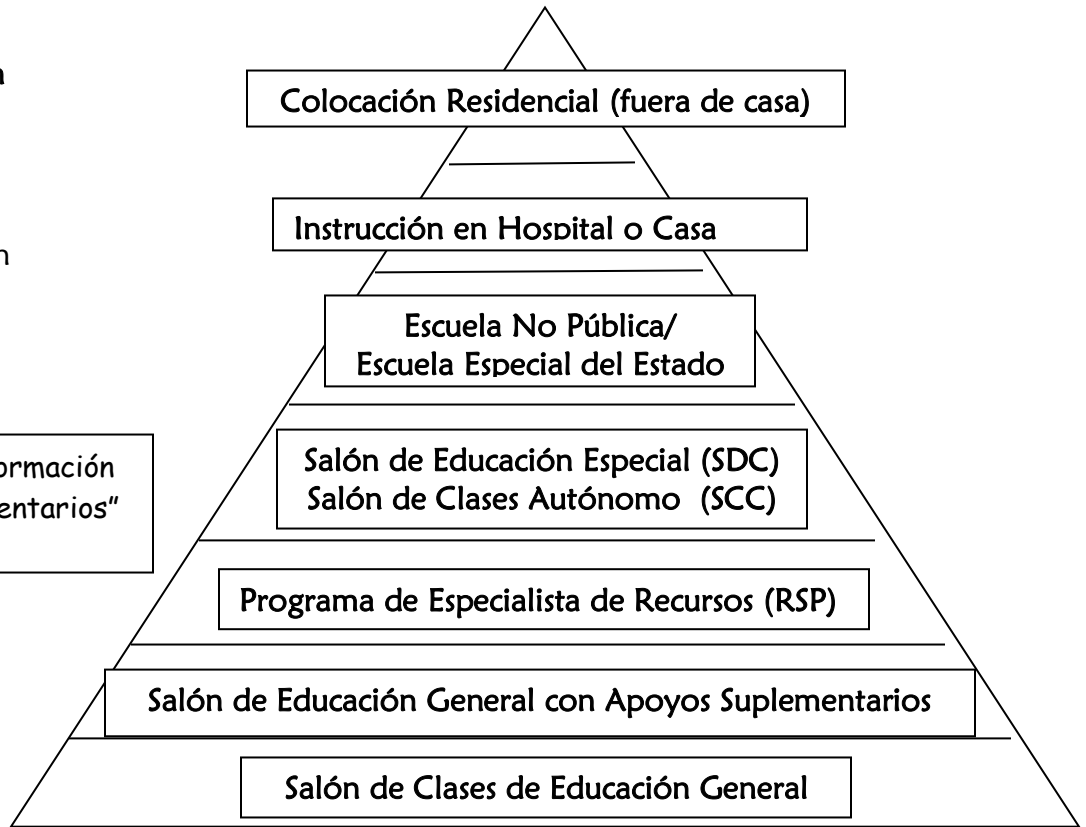 Colocación Residencial (fuera de casa)
Instrucción en Hospital o Casa
Escuela No Pública/
Escuela Especial del Estado
Salón de Educación Especial (SDC)
Salón de Clases Autónomo (SCC)
Programa de Especialista de Recursos (RSP)
Salón de Educación General con Apoyos Suplementarios
Salón de Clases de Educación General